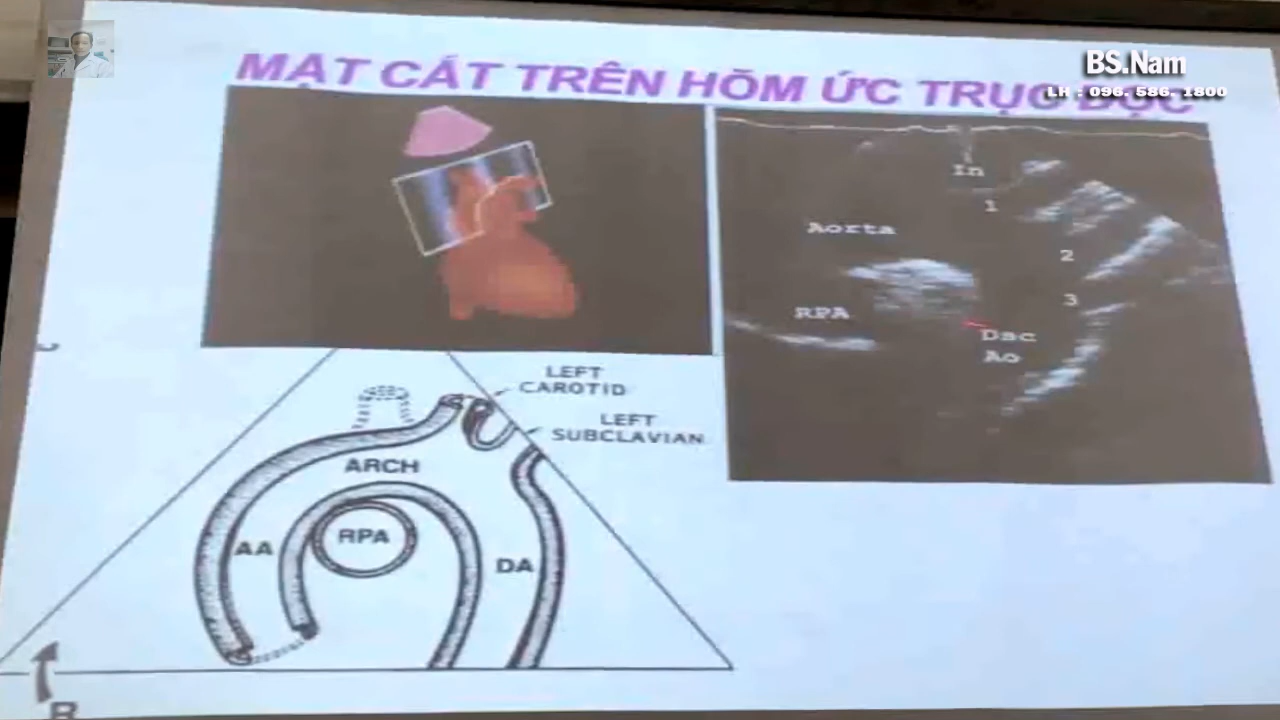 BS.Nam
LH : 096. 586. 1800
MẶT CẮT TRÊN HÕM ỨC TRỤC DỌC
In
1
Aorta
2
3
RPA
Dsc
Ao
LEFT
CAROTID
LEFT
SUBCLAVIAN
ARCH
RPA
AA
DA